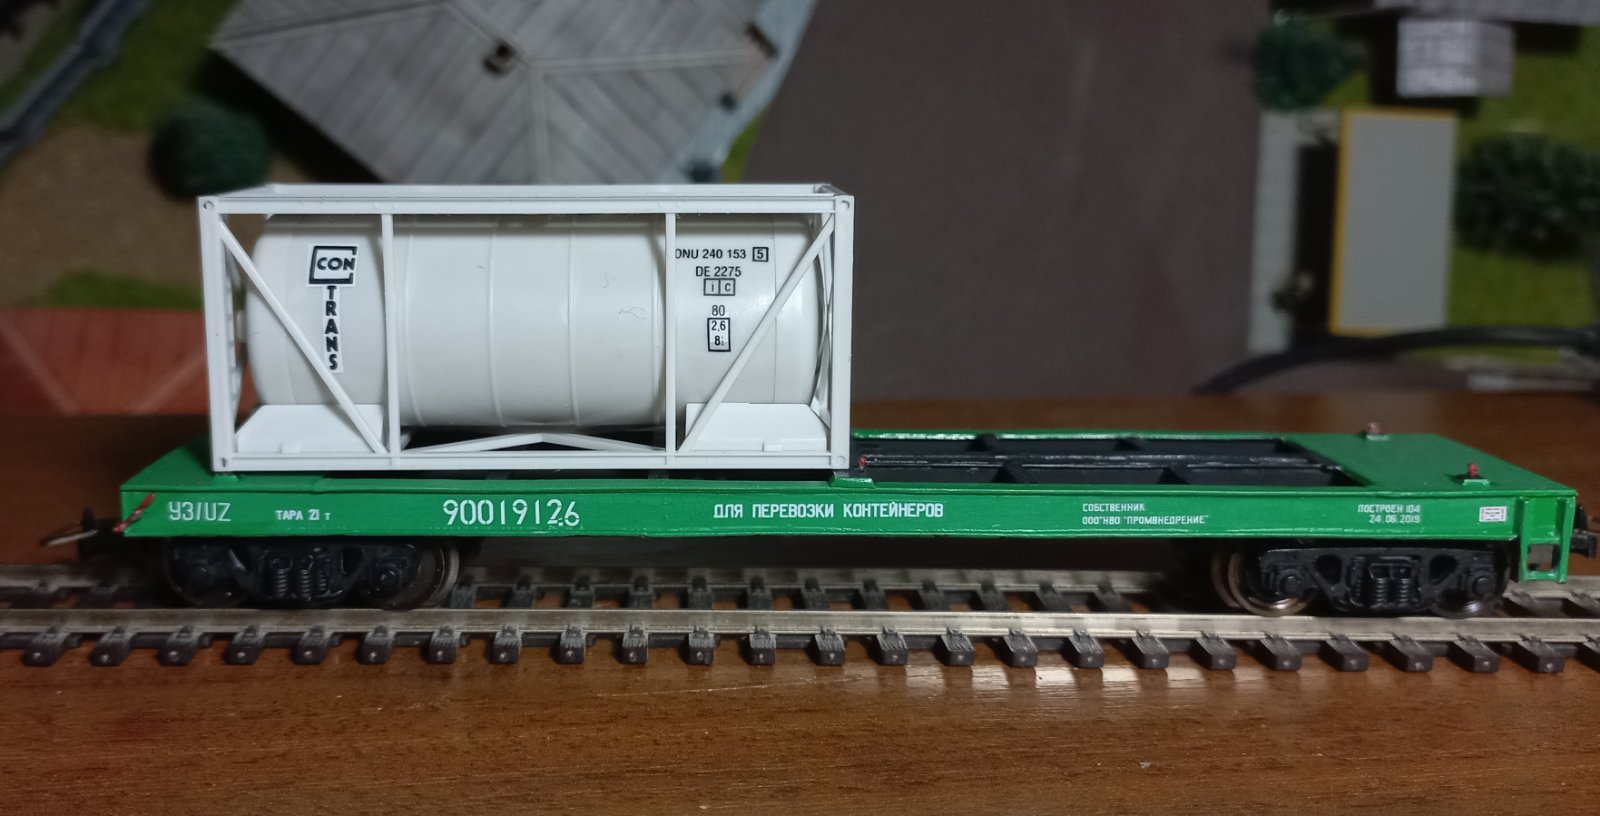 CON
TRANS
ONU 240 153 5
DE 2275
i C
80
2,6
8
УЗ/UZ
ТАРА 21 т
90019126
ДЛЯ ПЕРЕВОЗКИ КОНТЕЙНЕРОВ
СОБСТВЕННИК
ООО"НВО "ПРОМВНЕДРЕНИЕ"
ПОСТРОЕН 104
24.06.2019